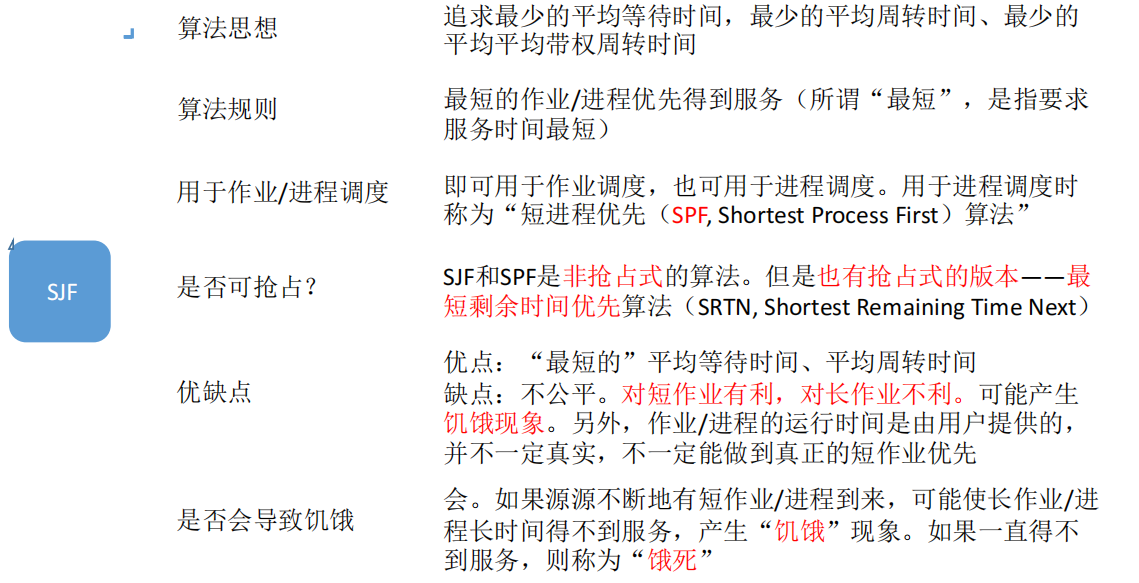 算法思想
追求最少的平均等待时间，最少的平均周转时间、最少的
平均平均带权周转时间
算法规则
最短的作业/进程优先得到服务（所谓“最短”，是指要求
服务时间最短）
用于作业/进程调度
即可用于作业调度，也可用于进程调度。用于进程调度时
称为“短进程优先（SPF, Shortest Process First）算法”
SJF
是否可抢占？
SJF和SPF是非抢占式的算法。但是也有抢占式的版本——最
短剩余时间优先算法（SRTN, Shortest Remaining Time Next）
优缺点
优点：“最短的”平均等待时间、平均周转时间
缺点：不公平。对短作业有利，对长作业不利。可能产生
饥饿现象。另外，作业/进程的运行时间是由用户提供的，
并不一定真实，不一定能做到真正的短作业优先
是否会导致饥饿
会。如果源源不断地有短作业/进程到来，可能使长作业/进
程长时间得不到服务，产生“饥饿”现象。如果一直得不
到服务，则称为“饿死”